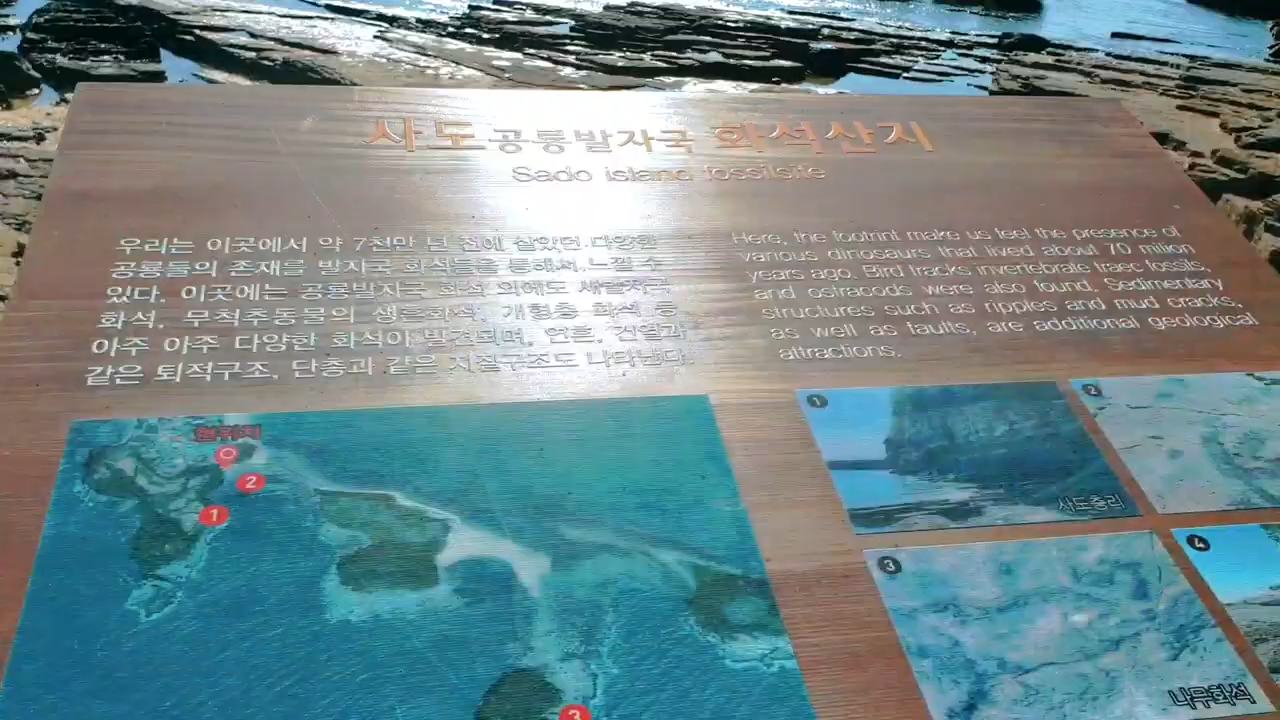 사도공룡발자국 화석산지
Sado island fossilsite
우리는 이곳에서 약 7천만 년 전에 살았던 다양한
공룡들의 존재를 발자국 화석들을 통해서 느낄 수
있다. 이곳에는 공룡발자국 화석 외에도 새발자국
화석, 무척추동물의 생흔화석, 개형충 화석 등
아주 아주 다양한 화석이 발견되며, 연흔, 건열과
같은 퇴적구조, 단층과 같은 지질구조도 나타난다.
Here, the footrint make us feel the presence of
various dinosaurs that lived about 70 million
years ago. Bird tracks invertebrate traec fossils,
and ostracods were also found. Sedimentary
structures such as ripples and mud cracks,
as well as faults, are additional geological
attractions.
현위치
2
1
3
1
사도층리
2
3
나무화석
4